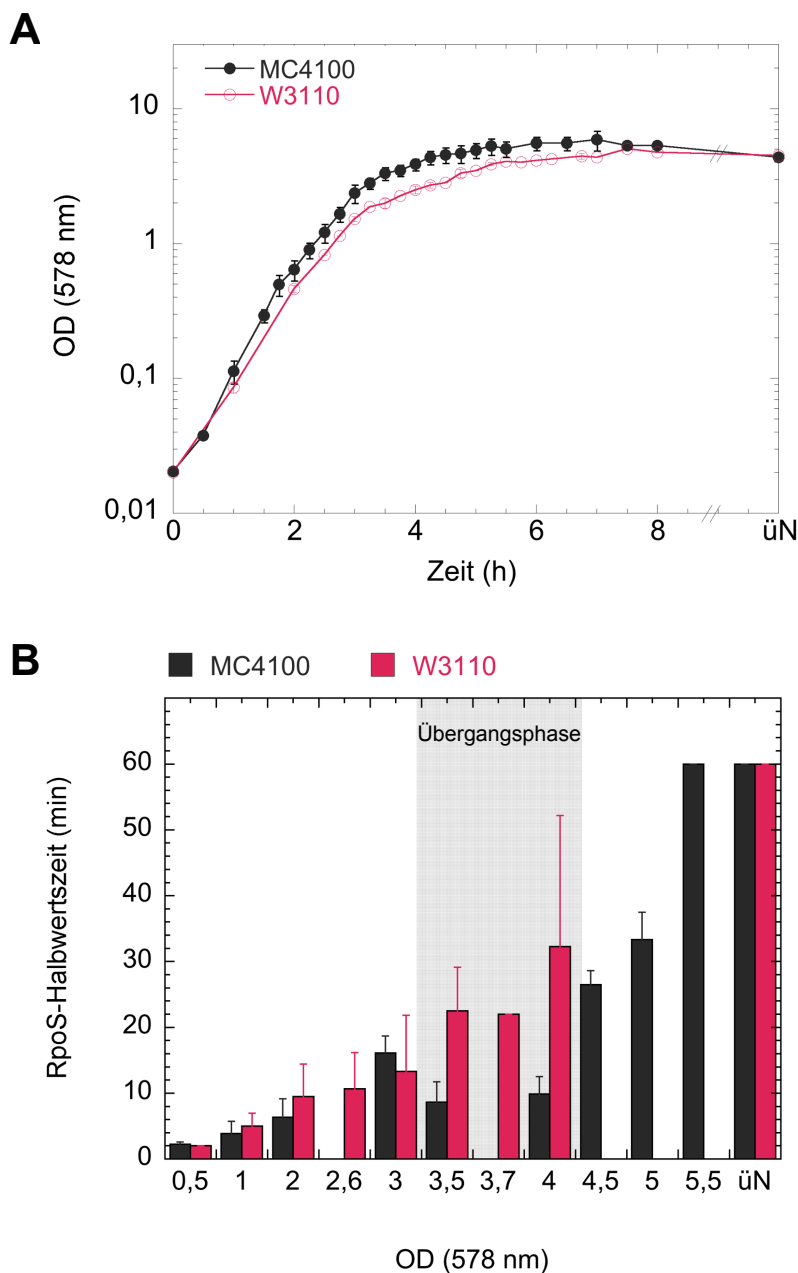 A
MC4100
W3110
OD (578 nm)
10
1
0,1
0,01
0 2 4 6 8 üN
Zeit (h)
B
MC4100 W3110
Übergangsphase
RpoS-Halbwertszeit (min)
60
50
40
30
20
10
0
0,5 1 2 2,6 3 3,5 3,7 4 4,5 5 5,5 üN
OD (578 nm)